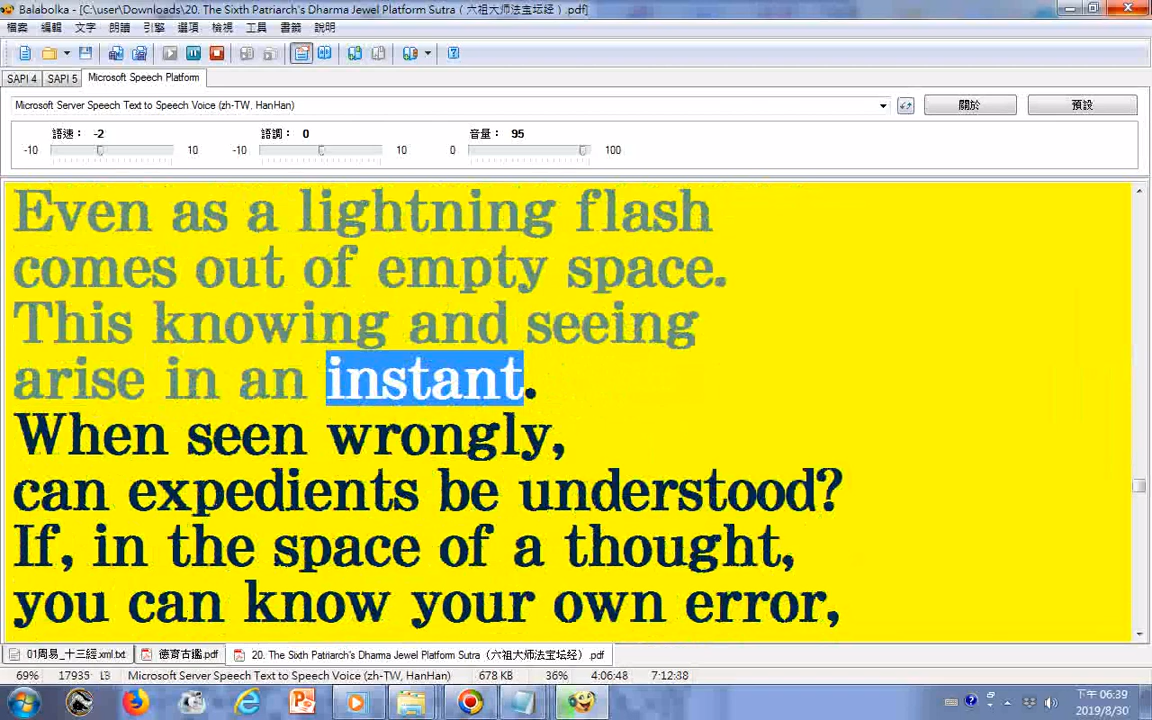 Balabolka - [C:\user\Downloads\20. The Sixth Patriarch's Dharma Jewel Platform Sutra（六祖大师法宝坛经）.pdf]
檔案 編輯 文字 朗讀 引擎 選項 檢視 工具 書籤 說明
SAPI 4 SAPI 5 Microsoft Speech Platform
Microsoft Server Speech Text to Speech Voice (zh-TW, HanHan) 關於 預設
語速： -2 語調： 0 音量： 95
-10 10 -10 10 0 100
Even as a lightning flash
comes out of empty space.
This knowing and seeing
arise in an instant.
When seen wrongly,
can expedients be understood?
If, in the space of a thought,
you can know your own error,
01周易_十三經.xml.txt 德育古鑑.pdf 20. The Sixth Patriarch's Dharma Jewel Platform Sutra（六祖大师法宝坛经）.pdf
69% 17935 Microsoft Server Speech Text to Speech Voice (zh-TW, HanHan) 678 KB 36% 4:06:48 7:12:38
下午 06:39
2019/8/30